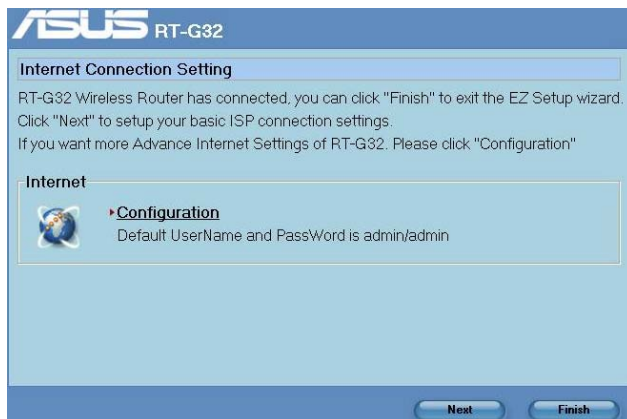 ASUS RT-G32
Internet Connection Setting
RT-G32 Wireless Router has connected, you can click "Finish" to exit the EZ Setup wizard.
Click "Next" to setup your basic ISP connection settings.
If you want more Advance Internet Settings of RT-G32. Please click "Configuration"
Internet
Configuration
Default UserName and PassWord is admin/admin
Next
Finish